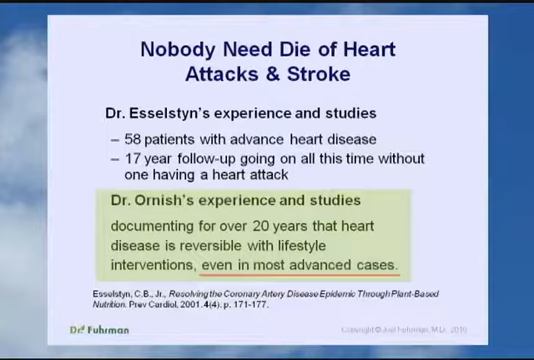 Nobody Need Die of Heart
Attacks & Stroke
Dr. Esselstyn's experience and studies
– 58 patients with advance heart disease
– 17 year follow-up going on all this time without
one having a heart attack
Dr. Ornish's experience and studies
documenting for over 20 years that heart
disease is reversible with lifestyle
interventions, even in most advanced cases.
Esselstyn, C.B., Jr., Resolving the Coronary Artery Disease Epidemic Through Plant-Based
Nutrition. Prev Cardiol, 2001. 4(4): p. 171-177.
Dr. Fuhrman
Copyright © Joel Fuhrman, M.D., 2010